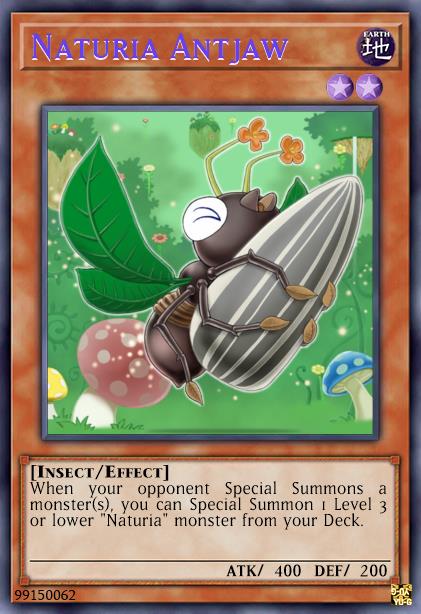 Naturia Antjaw
EARTH
地
[Insect/Effect]
When your opponent Special Summons a
monster(s), you can Special Summon 1 Level 3
or lower "Naturia" monster from your Deck.
ATK/ 400 DEF/ 200
99150062